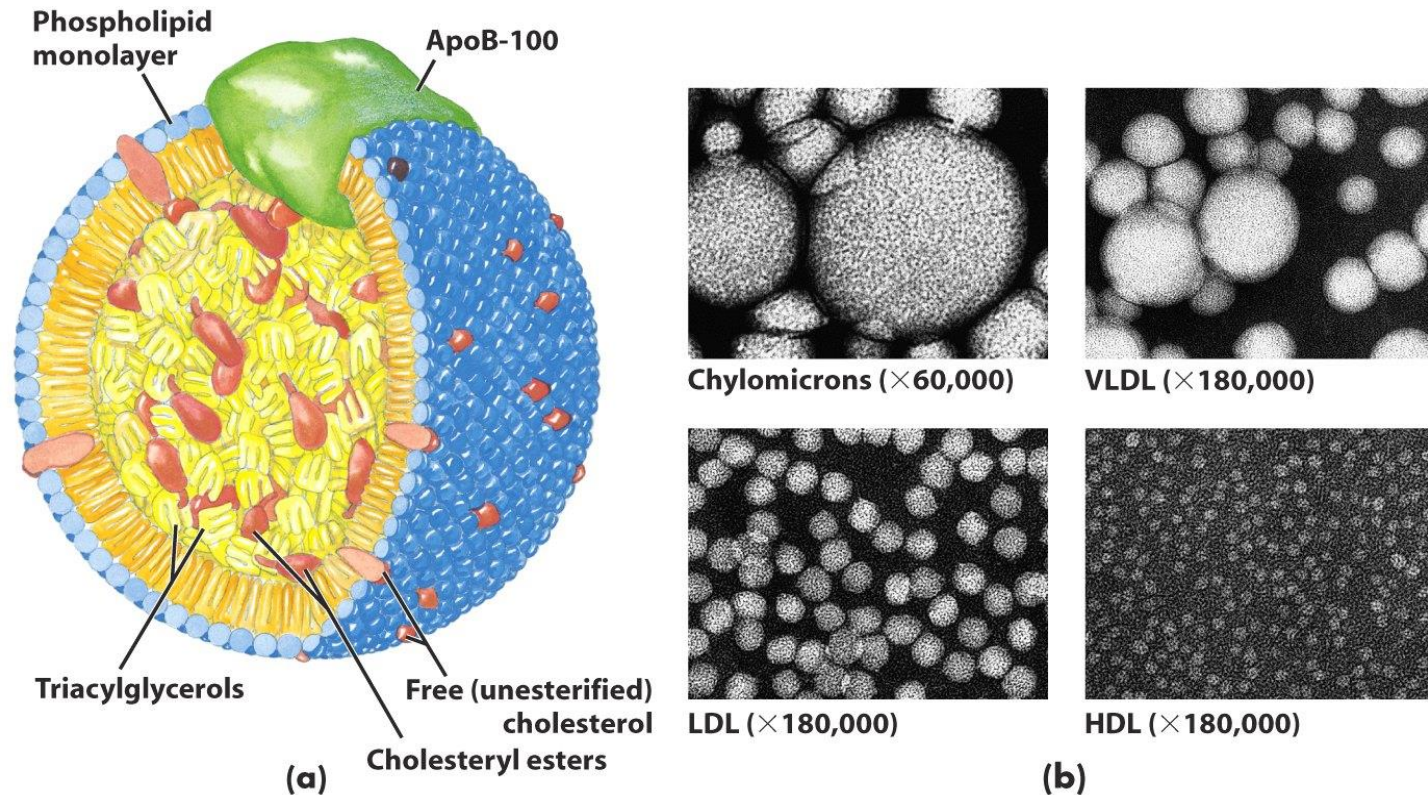 Phospholipid
monolayer
ApoB-100
Triacylglycerols
Free (unesterified)
cholesterol
Cholesteryl esters
(a)
Chylomicrons (×60,000)
VLDL (×180,000)
LDL (×180,000)
HDL (×180,000)
(b)